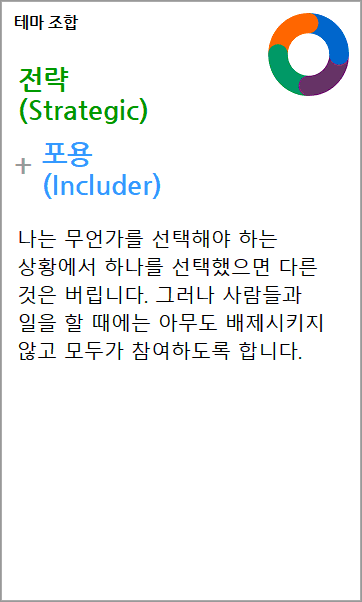 테마 조합
전략
(Strategic)
+ 포용
(Includer)
나는 무언가를 선택해야 하는
상황에서 하나를 선택했으면 다른
것은 버립니다. 그러나 사람들과
일을 할 때에는 아무도 배제시키지
않고 모두가 참여하도록 합니다.